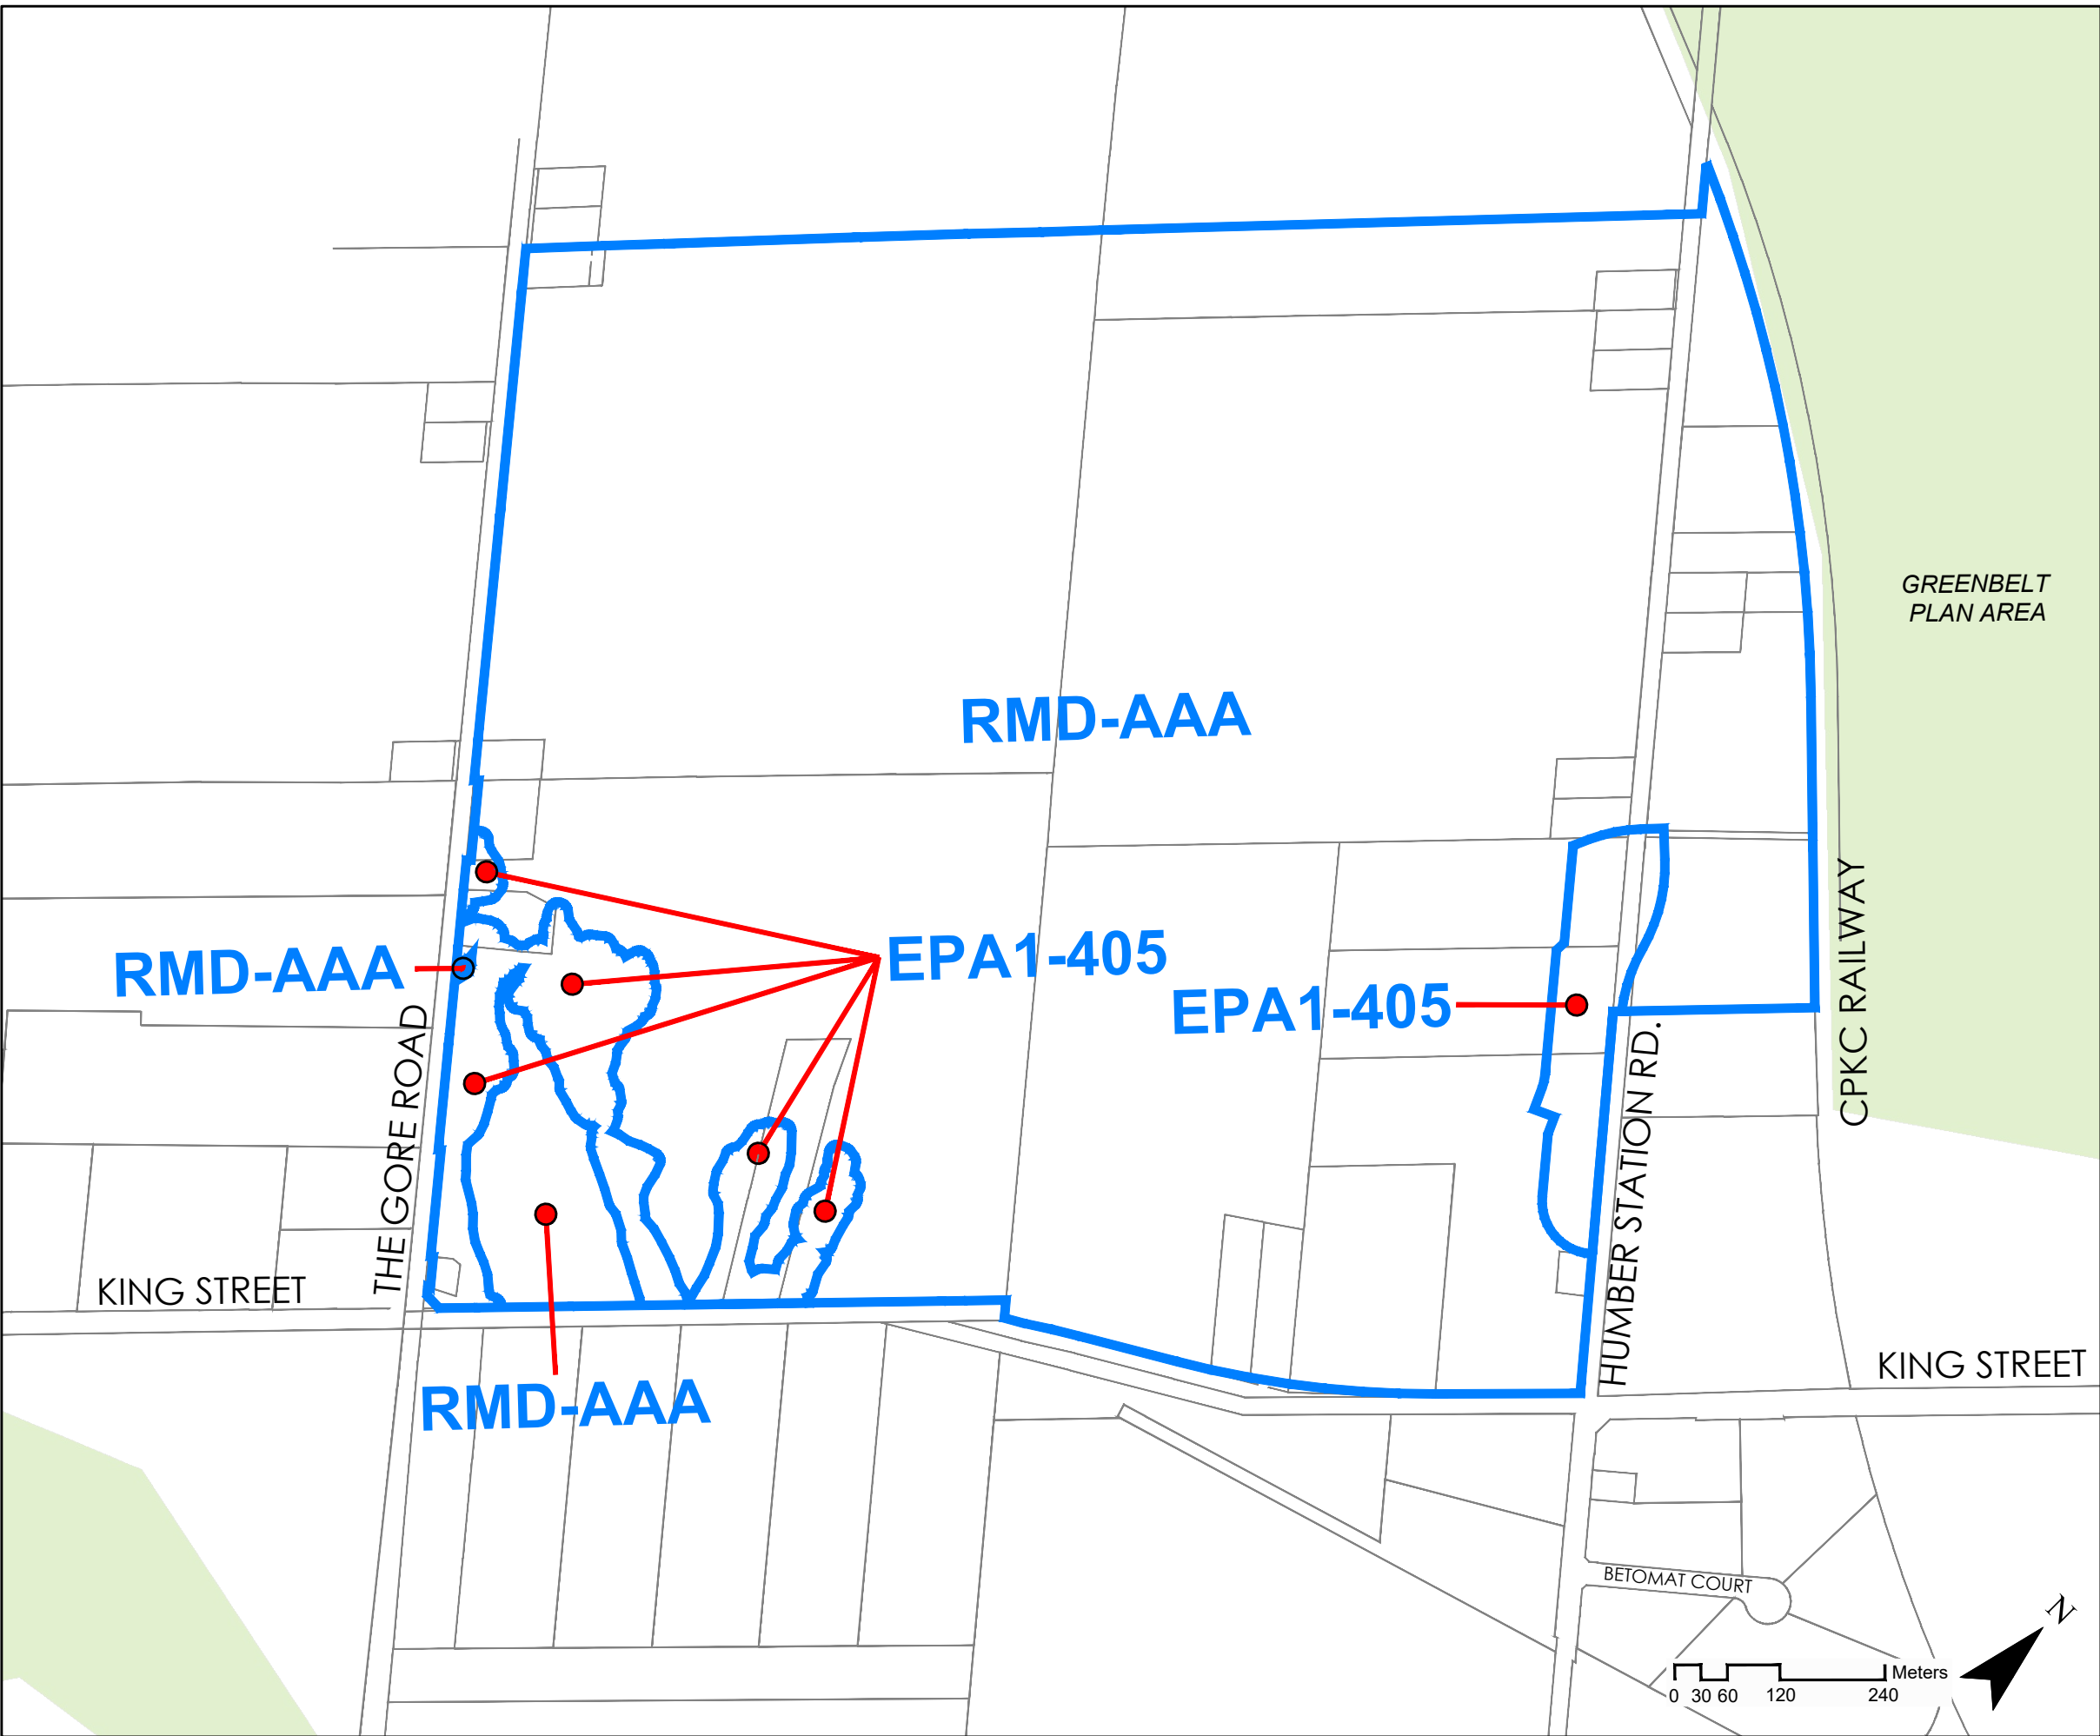 GREENBELT
PLAN AREA
RMD-AAA
CPKC RAILWAY
EPA1-405
RMD-AAA
EPA1-405
THE GORE ROAD
HUMBER STATION RD.
KING STREET
KING STREET
RMD-AAA
BETOMAT COURT
N
Meters
0 30 60 120 240